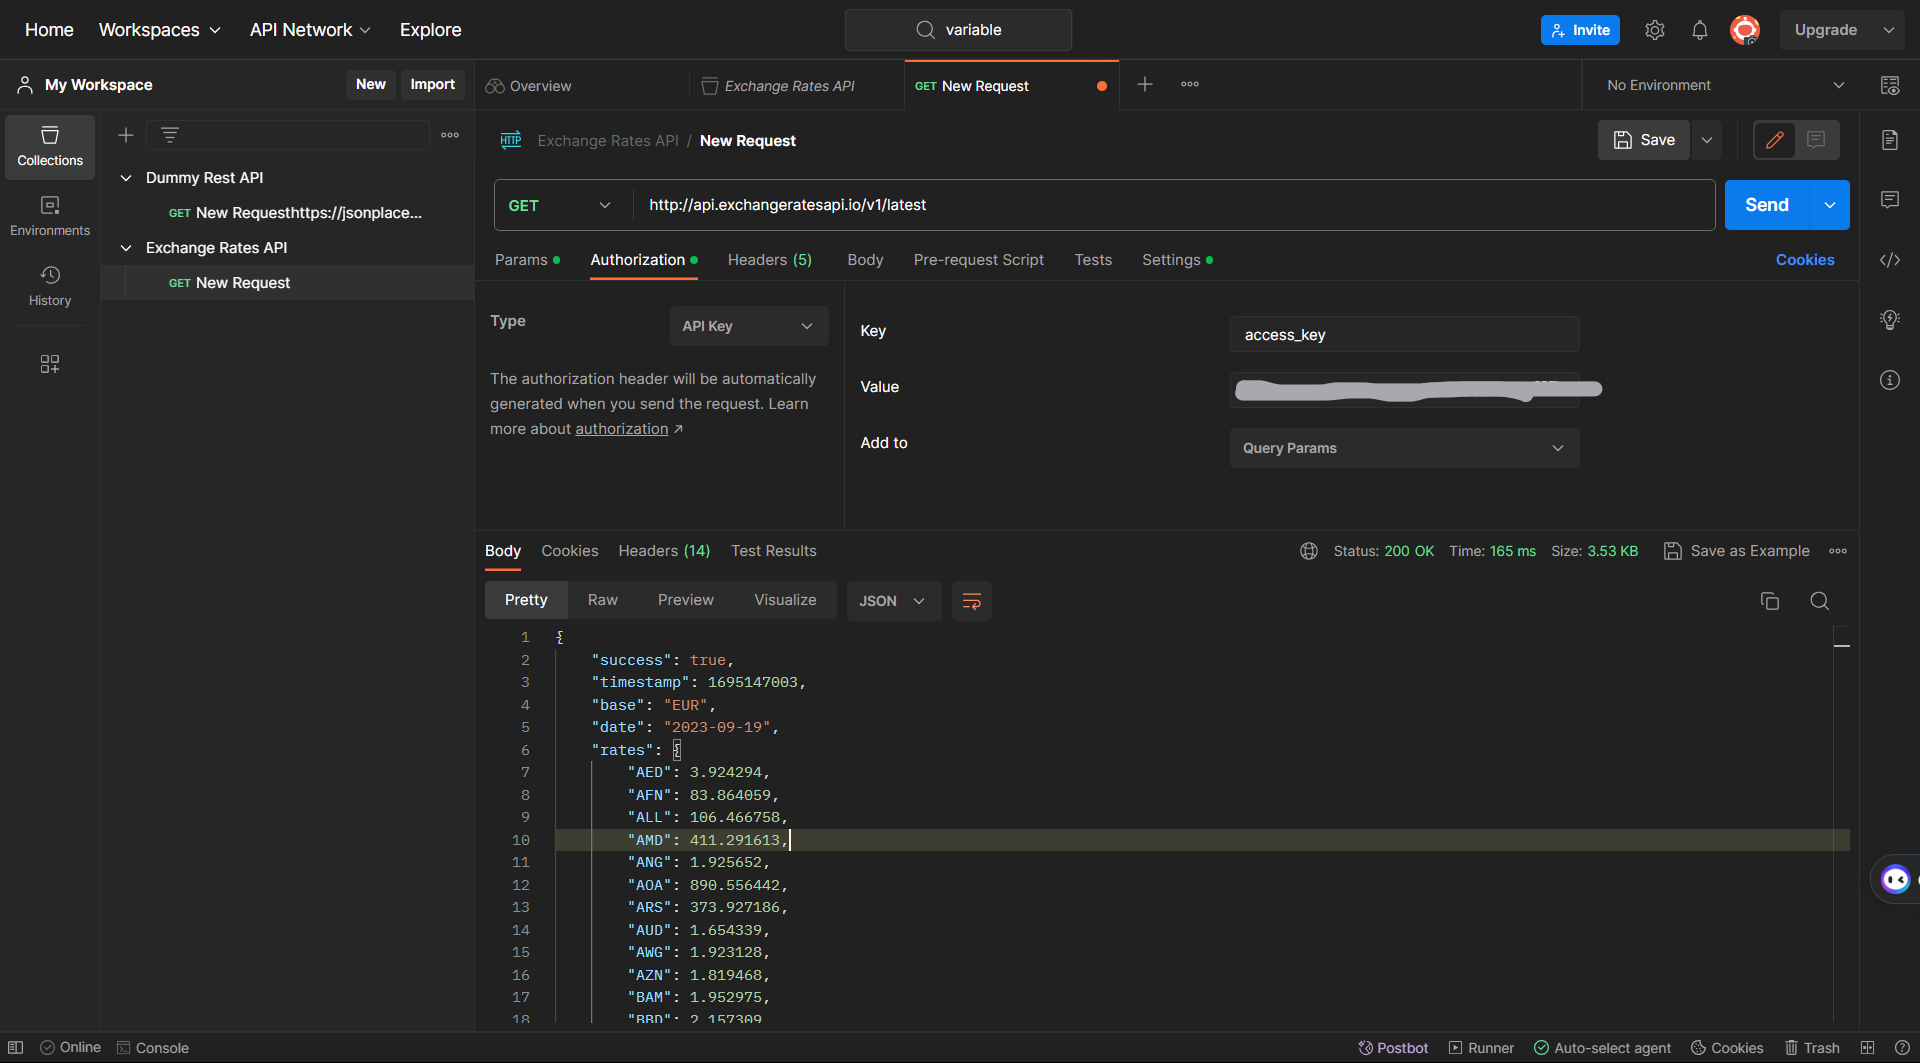 Home Workspaces API Network Explore variable Invite Upgrade
My Workspace New Import Overview Exchange Rates API GET New Request No Environment
Collections
Environments
History
Dummy Rest API
GET New Requesthttps://jsonplace...
Exchange Rates API
GET New Request
HTTP Exchange Rates API / New Request Save
GET http://api.exchangeratesapi.io/v1/latest Send
Params Authorization Headers (5) Body Pre-request Script Tests Settings Cookies
Type API Key
The authorization header will be automatically
generated when you send the request. Learn
more about authorization ↗
Key access_key
Value
Add to Query Params
Body Cookies Headers (14) Test Results Status: 200 OK Time: 165 ms Size: 3.53 KB Save as Example
Pretty Raw Preview Visualize JSON
1 {
2 "success": true,
3 "timestamp": 1695147003,
4 "base": "EUR",
5 "date": "2023-09-19",
6 "rates": {
7 "AED": 3.924294,
8 "AFN": 83.864059,
9 "ALL": 106.466758,
10 "AMD": 411.291613,
11 "ANG": 1.925652,
12 "AOA": 890.556442,
13 "ARS": 373.927186,
14 "AUD": 1.654339,
15 "AWG": 1.923128,
16 "AZN": 1.819468,
17 "BAM": 1.952975,
18 "BBD": 2.157309
Online Console Postbot Runner Auto-select agent Cookies Trash